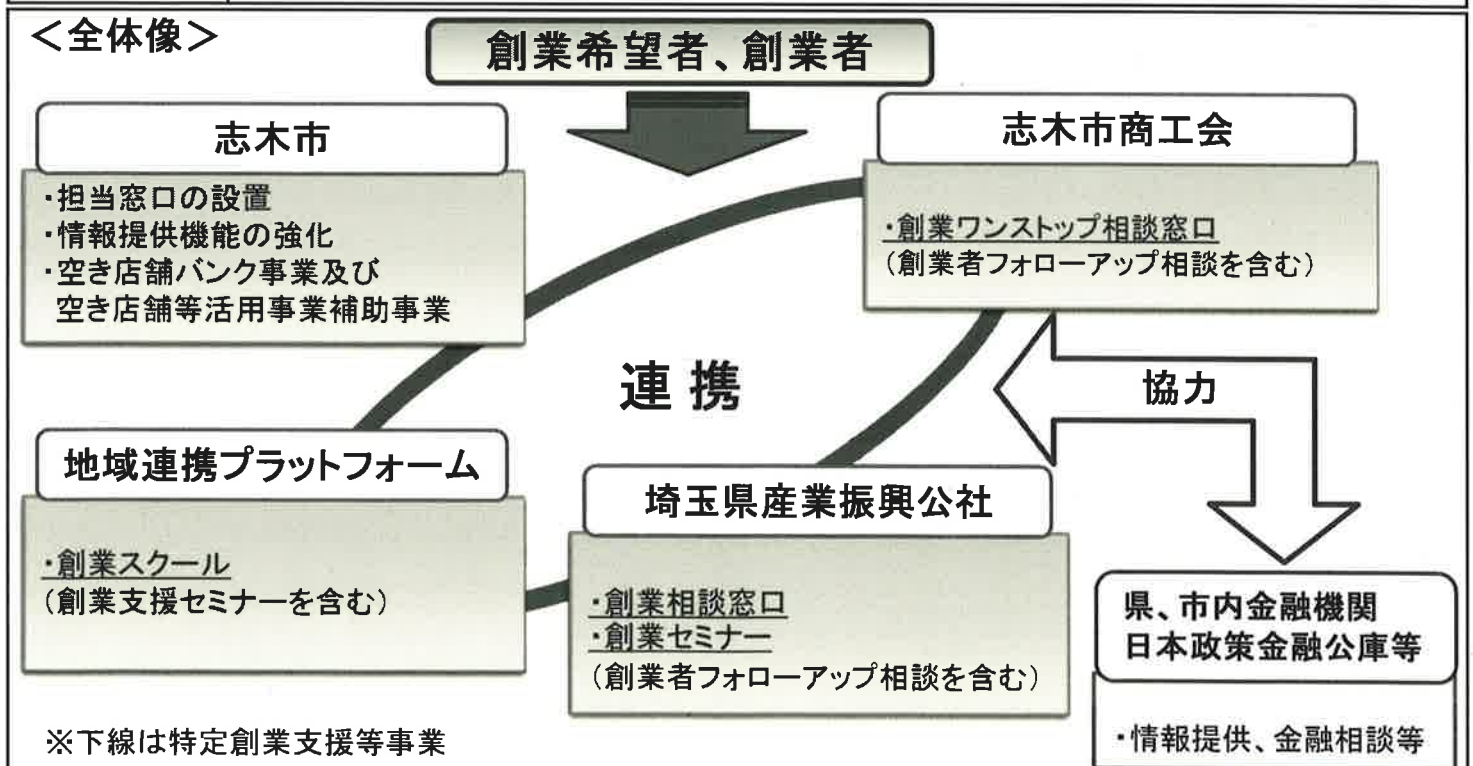 <全体像>
創業希望者、創業者
志木市
・担当窓口の設置
・情報提供機能の強化
・空き店舗バンク事業及び
空き店舗等活用事業補助事業
志木市商工会
・創業ワンストップ相談窓口
(創業者フォローアップ相談を含む)
連携
協力
地域連携プラットフォーム
・創業スクール
(創業支援セミナーを含む)
埼玉県産業振興公社
・創業相談窓口
・創業セミナー
(創業者フォローアップ相談を含む)
県、市内金融機関
日本政策金融公庫等
・情報提供、金融相談等
※下線は特定創業支援等事業